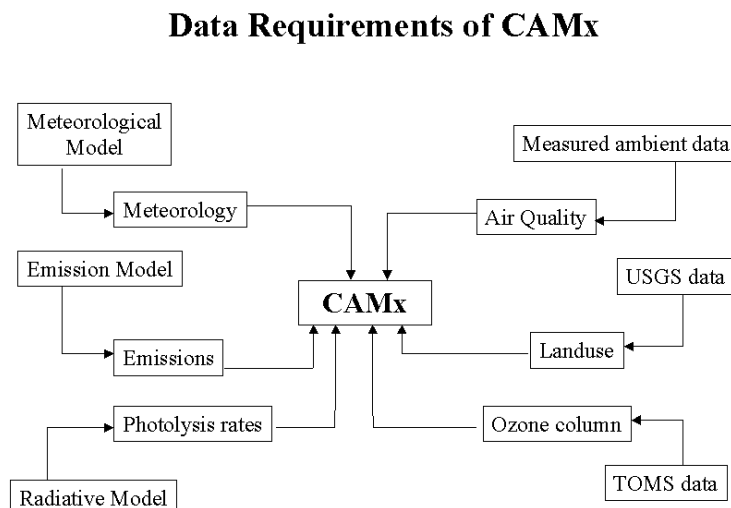 Data Requirements of CAMx
Meteorological
Model
Measured ambient data
Meteorology
Air Quality
Emission Model
USGS data
CAMx
Emissions
Landuse
Photolysis rates
Ozone column
Radiative Model
TOMS data